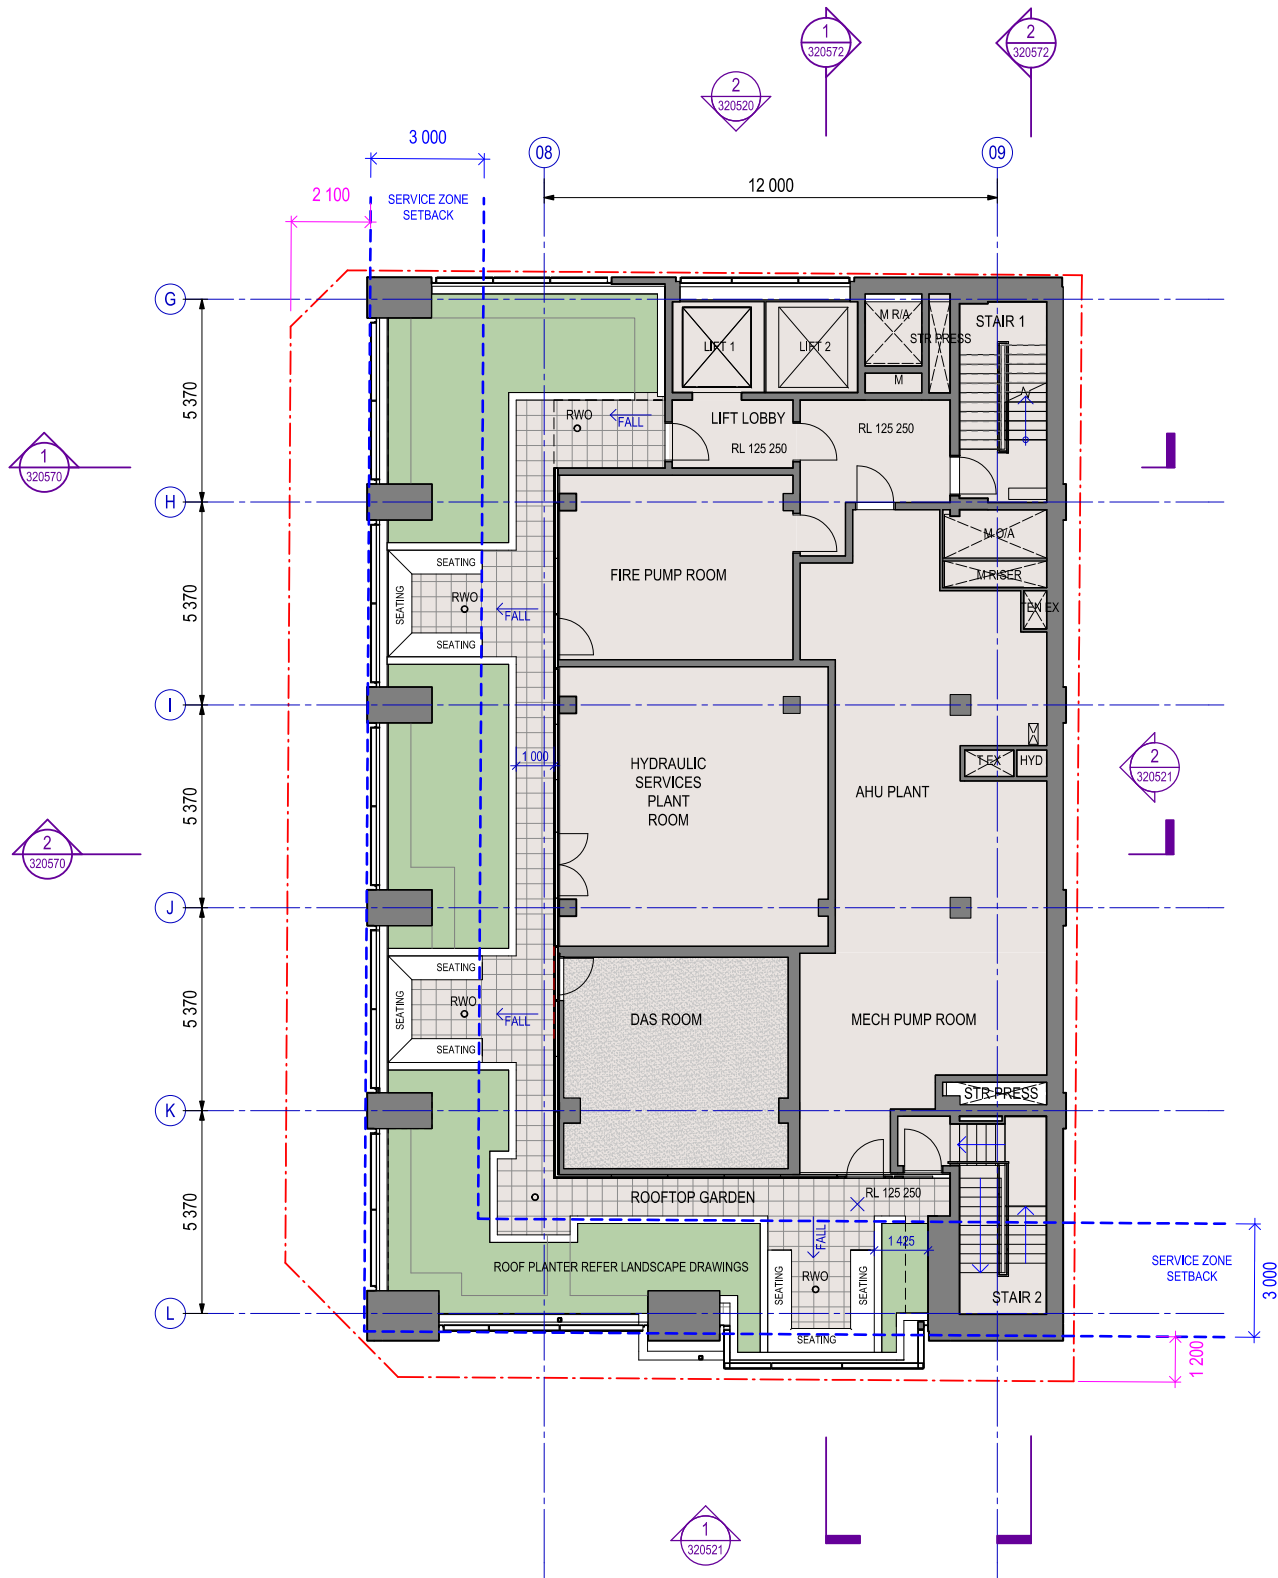 1
320572
2
320572
2
320520
3 000
08
09
2 100
SERVICE ZONE
SETBACK
12 000
G
M R/A
STR PRESS
STAIR 1
LIFT 1
LIFT 2
M
5 370
RWO
FALL
LIFT LOBBY
RL 125 250
RL 125 250
1
320570
H
M O/A
SEATING
FIRE PUMP ROOM
M RISER
SEATING
RWO
FALL
TEN EX
5 370
SEATING
I
1 000
HYDRAULIC
SERVICES
PLANT
ROOM
T EX
HYD
2
320521
AHU PLANT
5 370
2
320570
J
SEATING
SEATING
RWO
FALL
DAS ROOM
MECH PUMP ROOM
5 370
SEATING
STR PRESS
K
ROOFTOP GARDEN
RL 125 250
5 370
FALL
1 425
ROOF PLANTER REFER LANDSCAPE DRAWINGS
SEATING
RWO
SEATING
SERVICE ZONE
SETBACK
3 000
STAIR 2
L
SEATING
1 200
1
320521